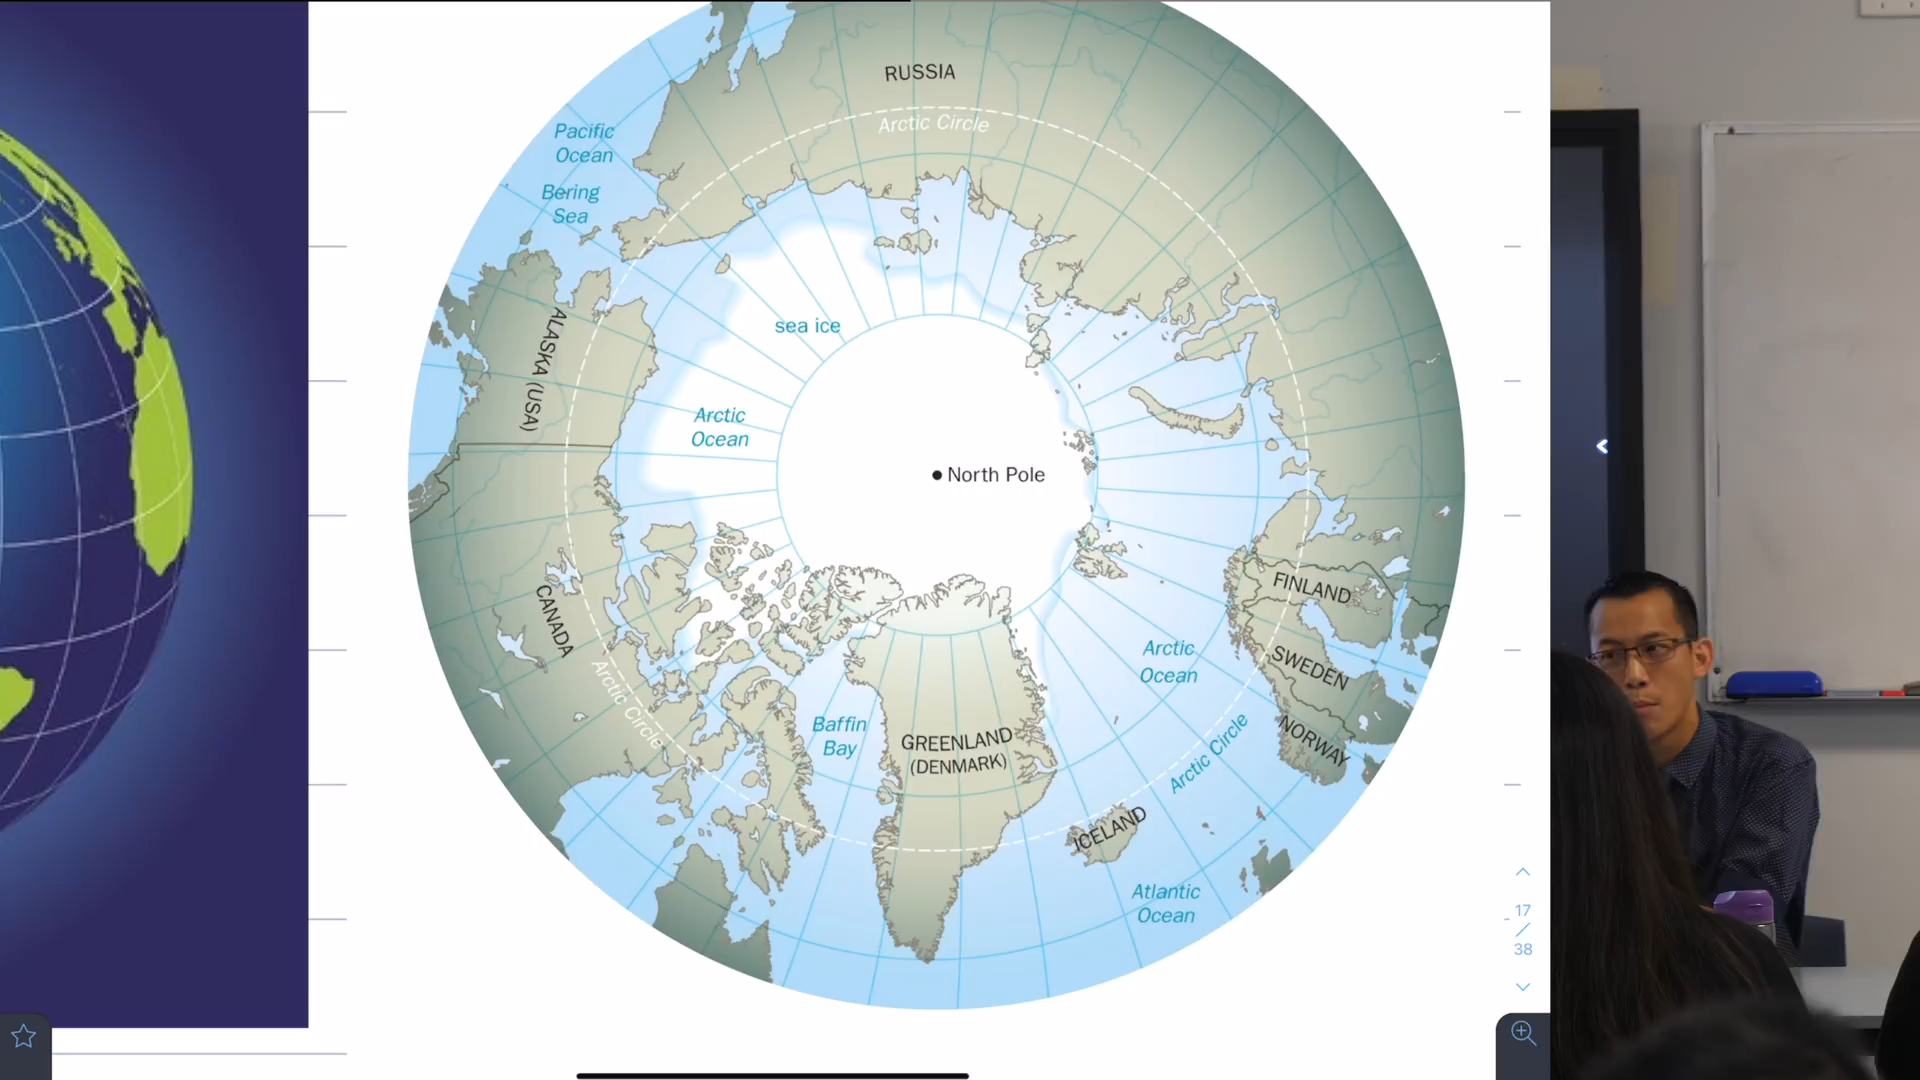 RUSSIA
Arctic Circle
Pacific
Ocean
Bering
Sea
sea ice
ALASKA (USA)
Arctic
Ocean
North Pole
CANADA
Arctic Circle
FINLAND
SWEDEN
NORWAY
Arctic
Ocean
Arctic Circle
Baffin
Bay
GREENLAND
(DENMARK)
ICELAND
Atlantic
Ocean
17
/
38